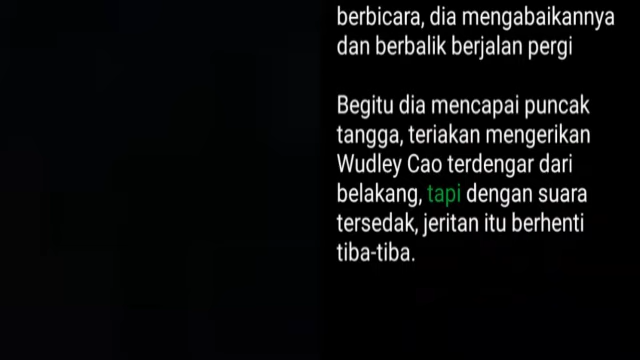 berbicara, dia mengabaikannya
dan berbalik berjalan pergi
Begitu dia mencapai puncak
tangga, teriakan mengerikan
Wudley Cao terdengar dari
belakang, tapi dengan suara
tersedak, jeritan itu berhenti
tiba-tiba.